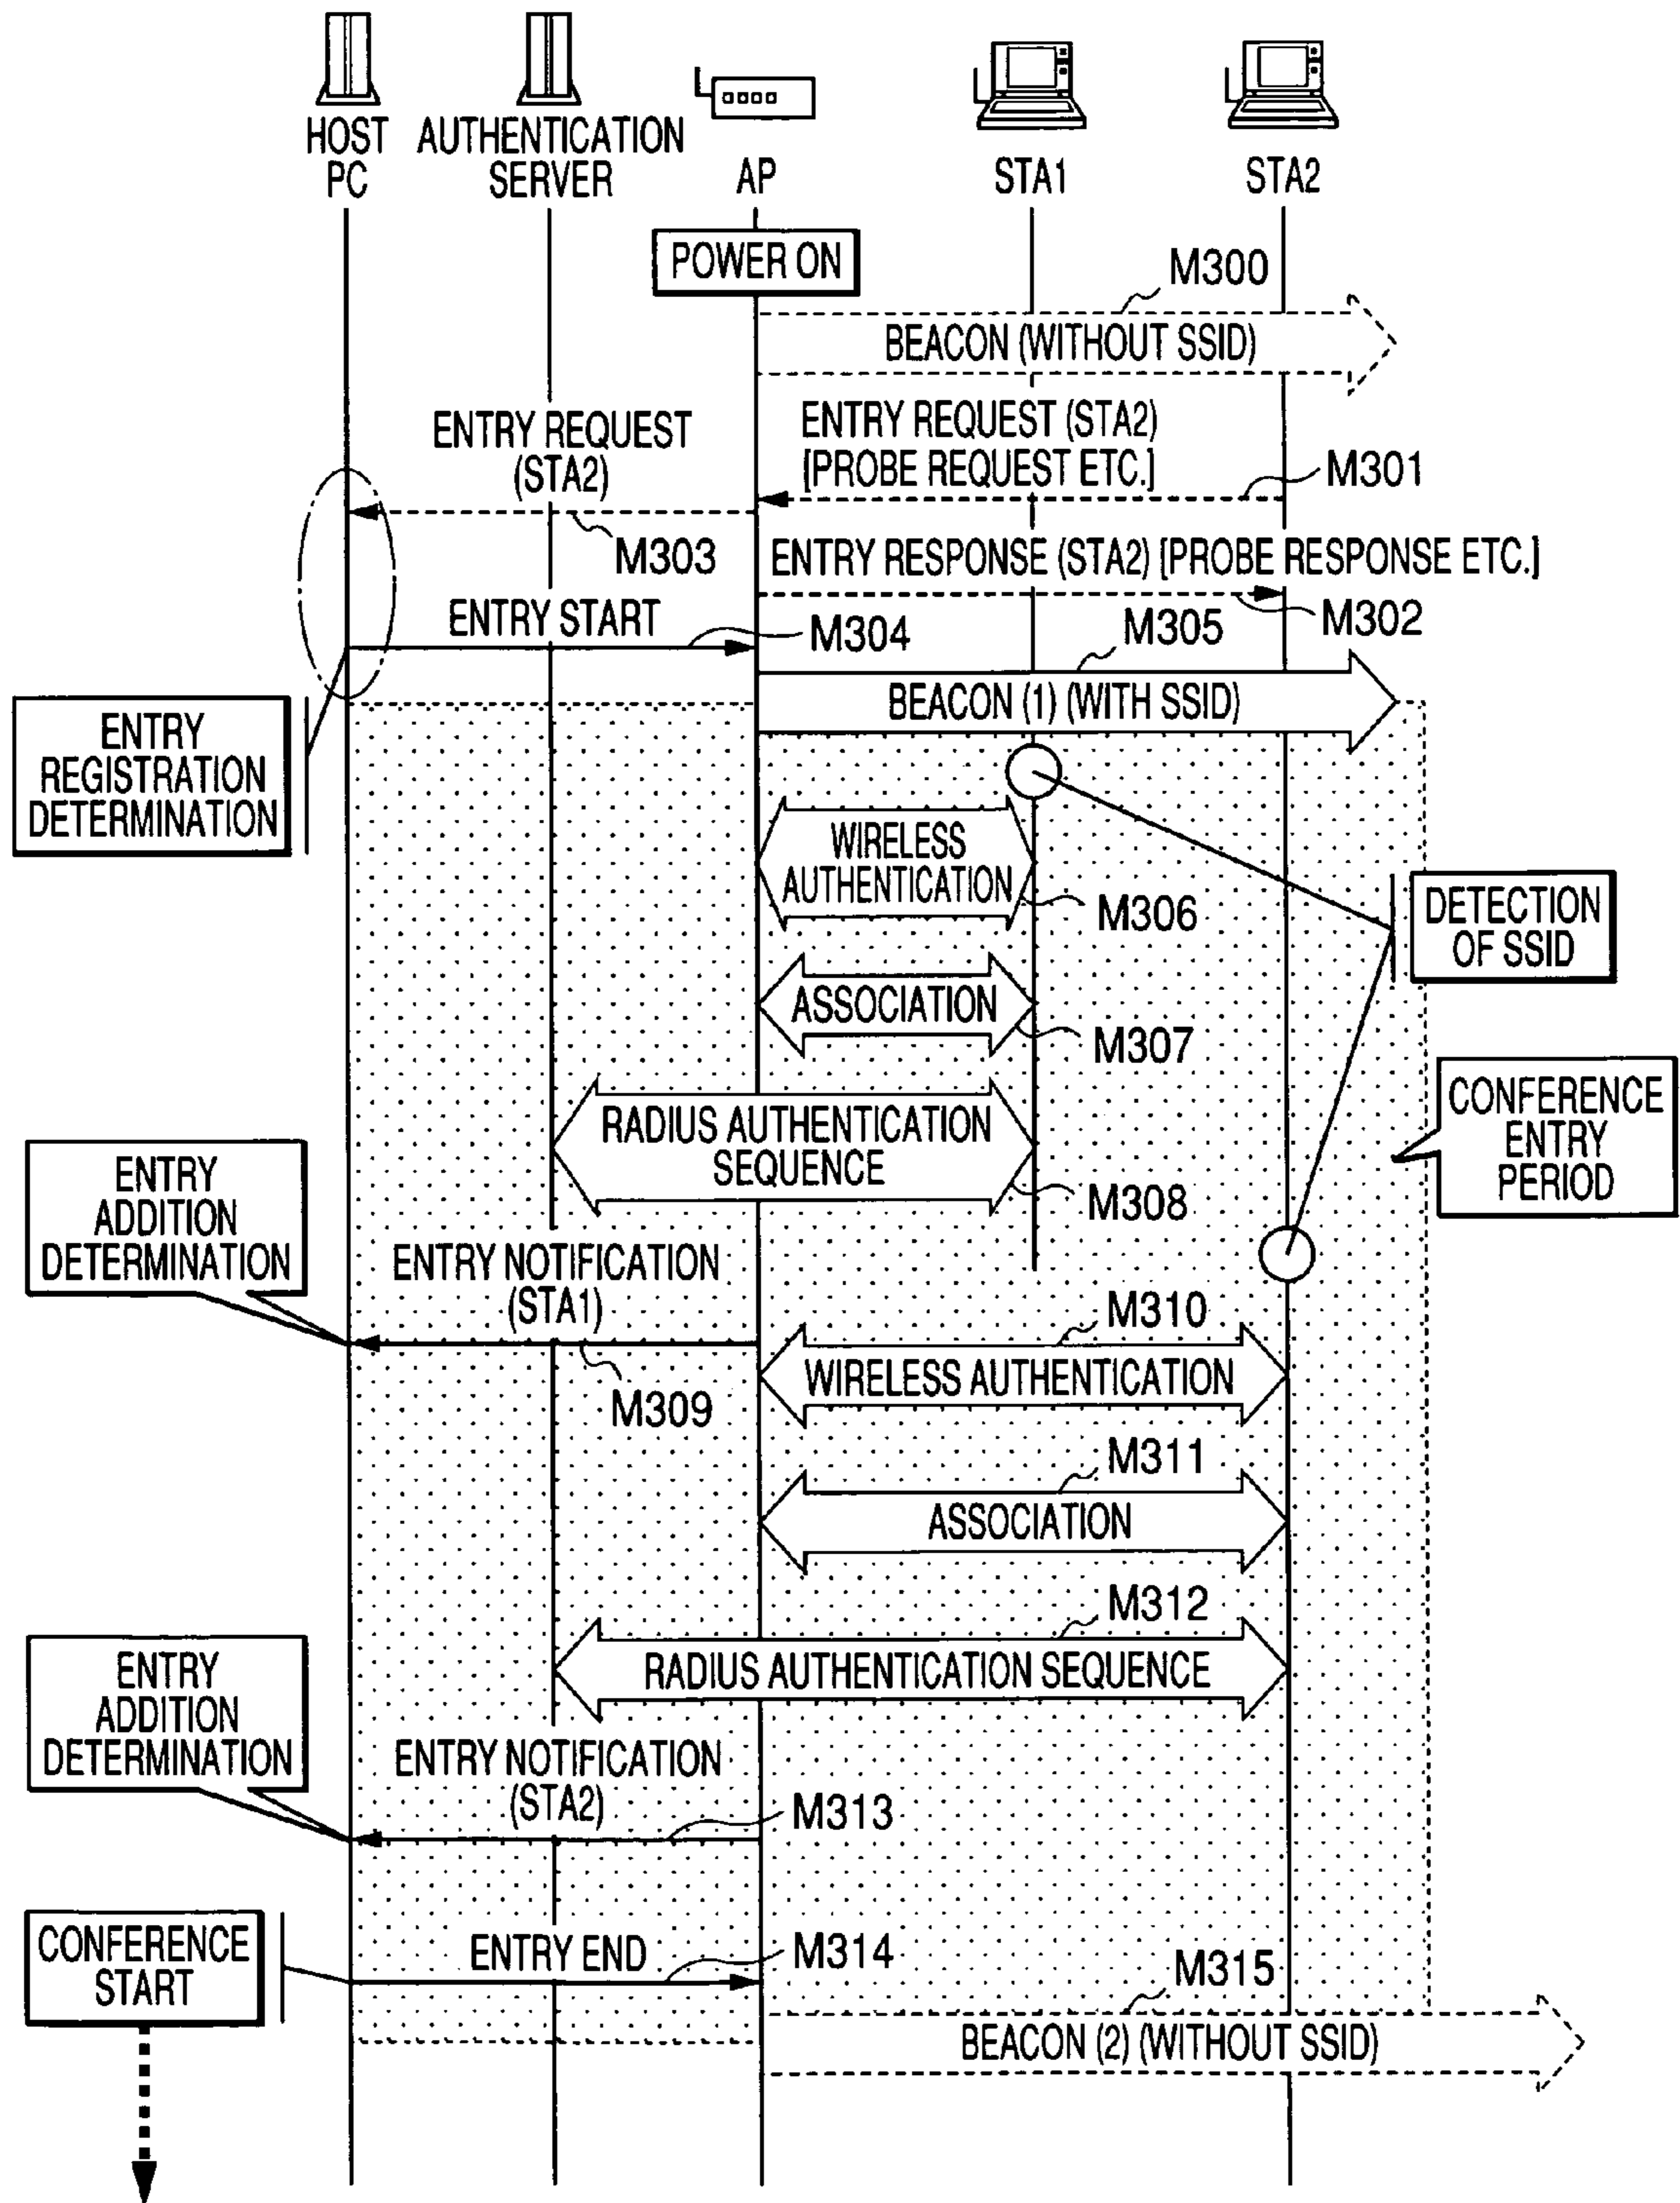 HOST
PC
AUTHENTICATION
SERVER
AP
STA1
STA2
POWER ON
M300
BEACON (WITHOUT SSID)
ENTRY REQUEST
(STA2)
ENTRY REQUEST (STA2)
[PROBE REQUEST ETC.]
M301
M303
ENTRY RESPONSE (STA2) [PROBE RESPONSE ETC.]
M302
ENTRY START
M304
M305
BEACON (1) (WITH SSID)
ENTRY
REGISTRATION
DETERMINATION
WIRELESS
AUTHENTICATION
M306
DETECTION
OF SSID
ASSOCIATION
M307
CONFERENCE
ENTRY
PERIOD
RADIUS AUTHENTICATION
SEQUENCE
M308
ENTRY
ADDITION
DETERMINATION
ENTRY NOTIFICATION
(STA1)
M309
M310
WIRELESS AUTHENTICATION
M311
ASSOCIATION
M312
RADIUS AUTHENTICATION SEQUENCE
ENTRY
ADDITION
DETERMINATION
ENTRY NOTIFICATION
(STA2)
M313
CONFERENCE
START
ENTRY END
M314
M315
BEACON (2) (WITHOUT SSID)